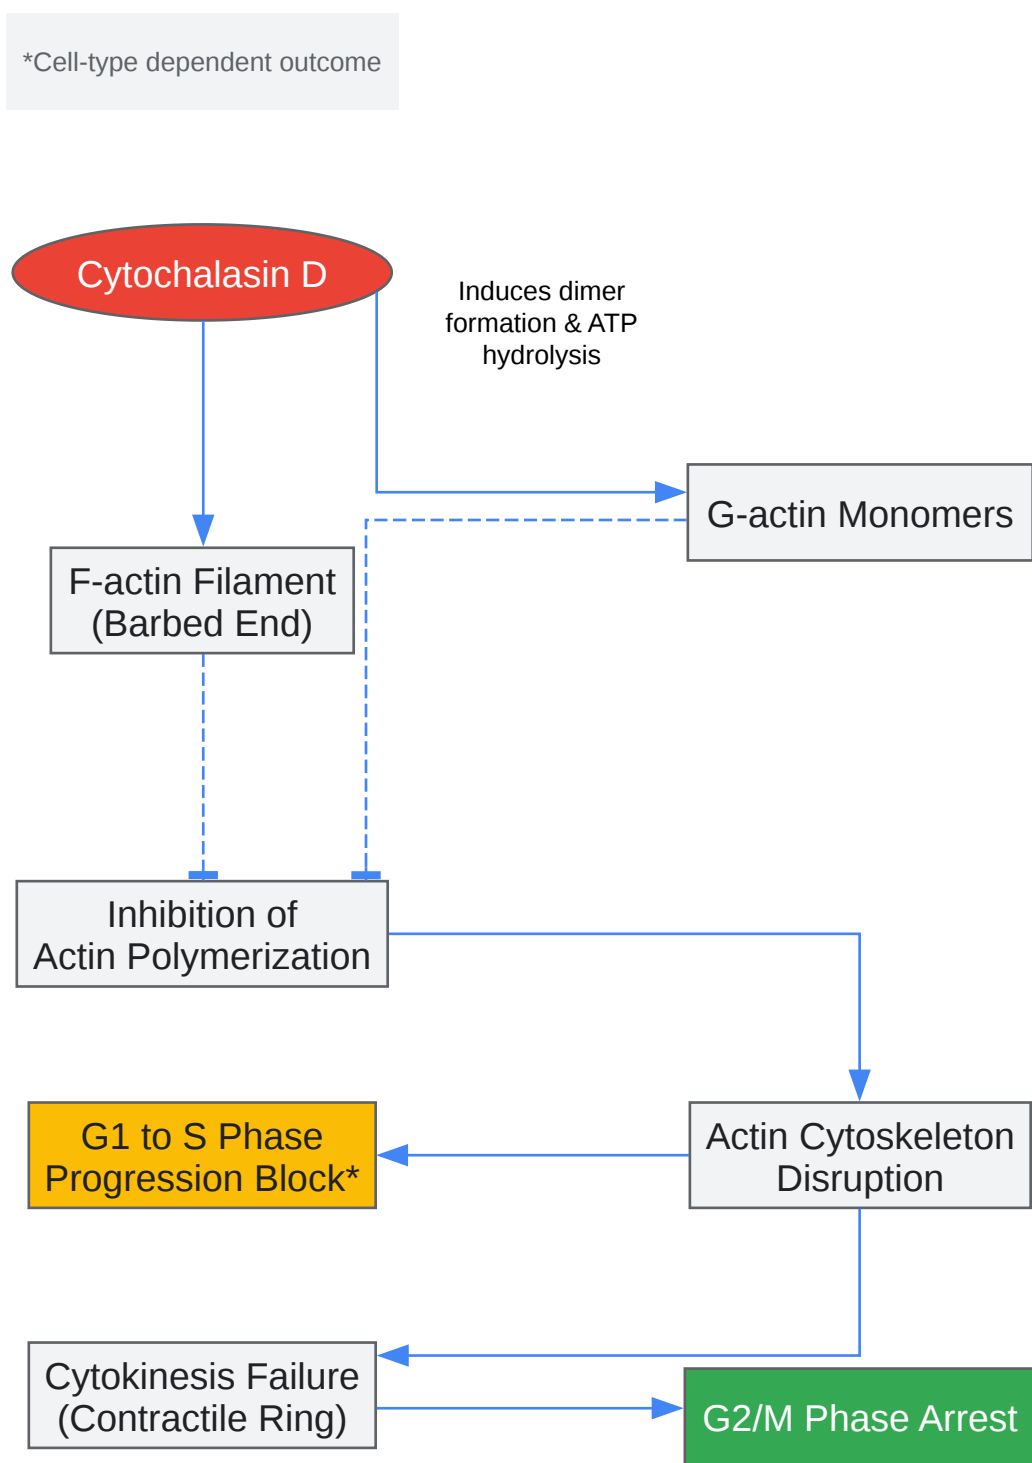 *Cell-type dependent outcome
Cytochalasin D
Induces dimer
formation & ATP
hydrolysis
G-actin Monomers
F-actin Filament
(Barbed End)
Inhibition of
Actin Polymerization
G1 to S Phase
Progression Block*
Actin Cytoskeleton
Disruption
Cytokinesis Failure
(Contractile Ring)
G2/M Phase Arrest